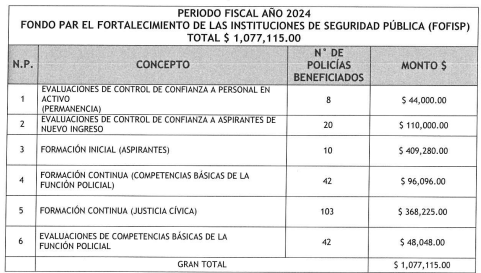 PERIODO FISCAL AÑO 2024
FONDO PAR EL FORTALECIMIENTO DE LAS INSTITUCIONES DE SEGURIDAD PÚBLICA (FOFISP)
TOTAL $ 1,077,115.00
N.P. CONCEPTO N° DE POLICÍAS BENEFICIADOS MONTO $
1 EVALUACIONES DE CONTROL DE CONFIANZA A PERSONAL EN ACTIVO (PERMANENCIA) 8 $ 44,000.00
2 EVALUACIONES DE CONTROL DE CONFIANZA A ASPIRANTES DE NUEVO INGRESO 20 $ 110,000.00
3 FORMACIÓN INICIAL (ASPIRANTES) 10 $ 409,280.00
4 FORMACIÓN CONTINUA (COMPETENCIAS BÁSICAS DE LA FUNCIÓN POLICIAL) 42 $ 96,096.00
5 FORMACIÓN CONTINUA (JUSTICIA CÍVICA) 103 $ 368,225.00
6 EVALUACIONES DE COMPETENCIAS BÁSICAS DE LA FUNCIÓN POLICIAL 42 $ 48,048.00
GRAN TOTAL $ 1,077,115.00